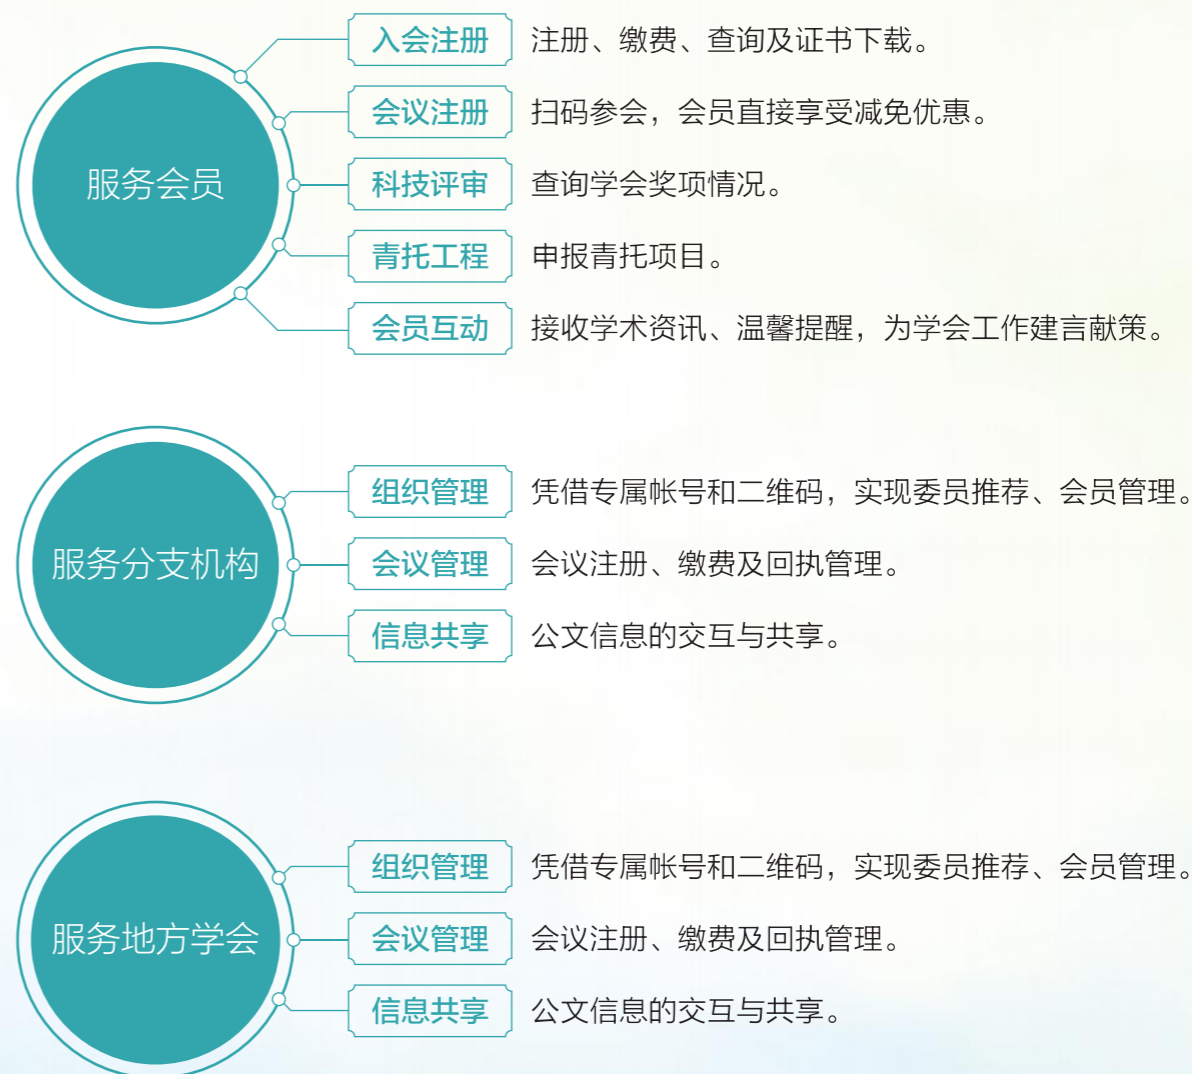 服务会员
入会注册 注册、缴费、查询及证书下载。
会议注册 扫码参会，会员直接享受减免优惠。
科技评审 查询学会奖项情况。
青托工程 申报青托项目。
会员互动 接收学术资讯、温馨提醒，为学会工作建言献策。
服务分支机构
组织管理 凭借专属帐号和二维码，实现委员推荐、会员管理。
会议管理 会议注册、缴费及回执管理。
信息共享 公文信息的交互与共享。
服务地方学会
组织管理 凭借专属帐号和二维码，实现委员推荐、会员管理。
会议管理 会议注册、缴费及回执管理。
信息共享 公文信息的交互与共享。